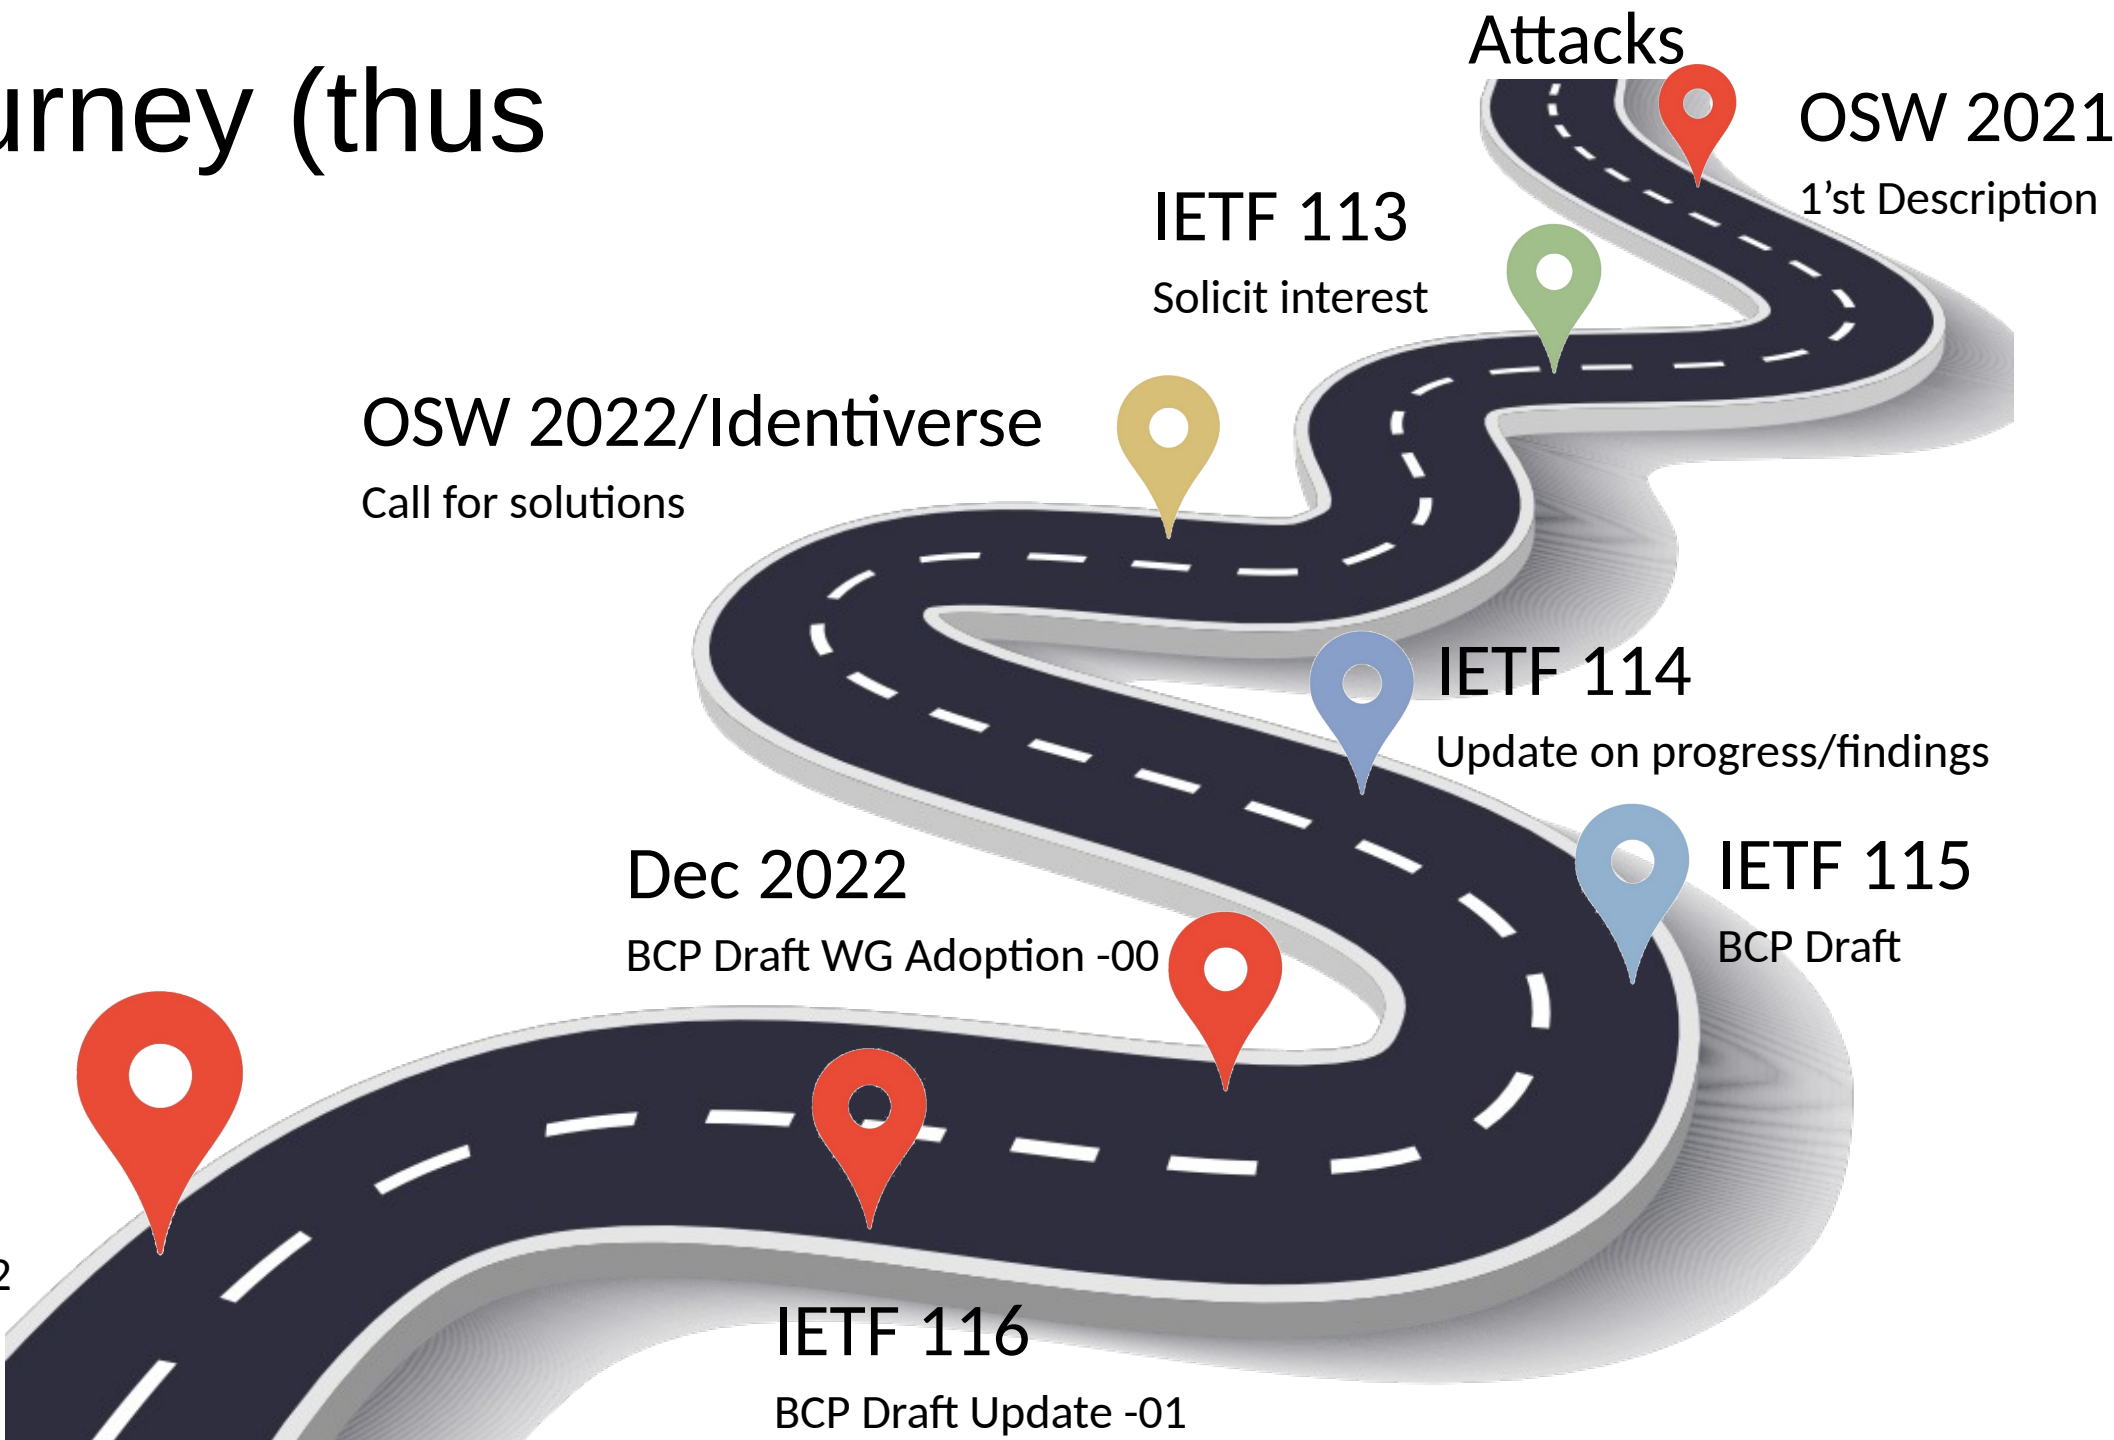 Attacks
urney (thus
OSW 2021
1’st Description
IETF 113
Solicit interest
OSW 2022/Identiverse
Call for solutions
IETF 114
Update on progress/findings
IETF 115
BCP Draft
Dec 2022
BCP Draft WG Adoption -00
2
IETF 116
BCP Draft Update -01